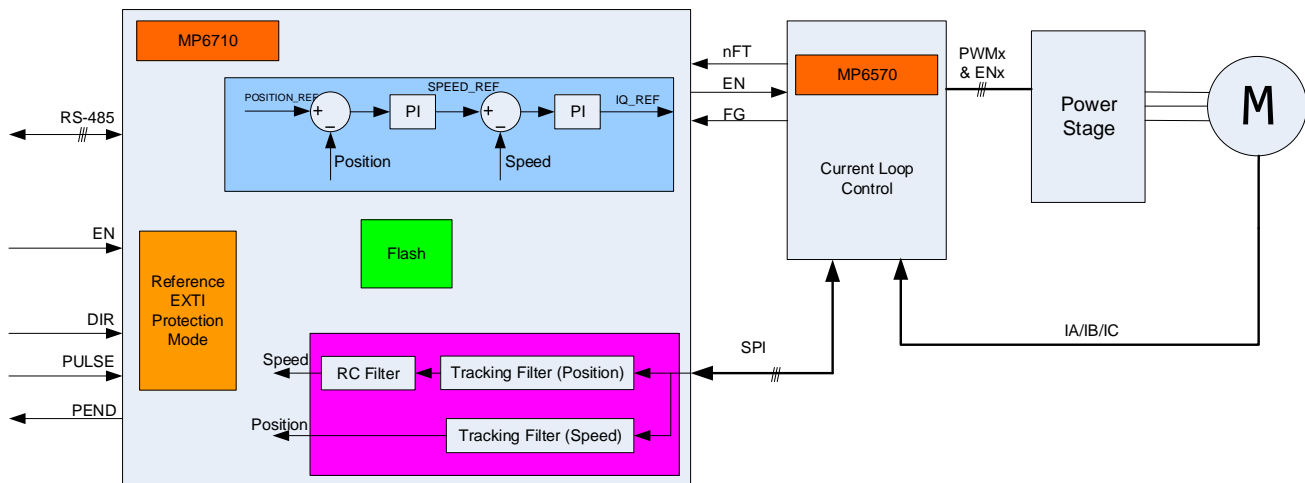 MP6710
nFT
MP6570
PWMx
& ENx
POSITION_REF
+
−
PI
SPEED_REF
+
−
PI
IQ_REF
EN
FG
Power
Stage
M
RS-485
Position
Speed
Current Loop
Control
EN
Reference
EXTI
Protection
Mode
Flash
DIR
PULSE
PEND
Speed
RC Filter
Tracking Filter (Position)
Position
Tracking Filter (Speed)
SPI
IA/IB/IC